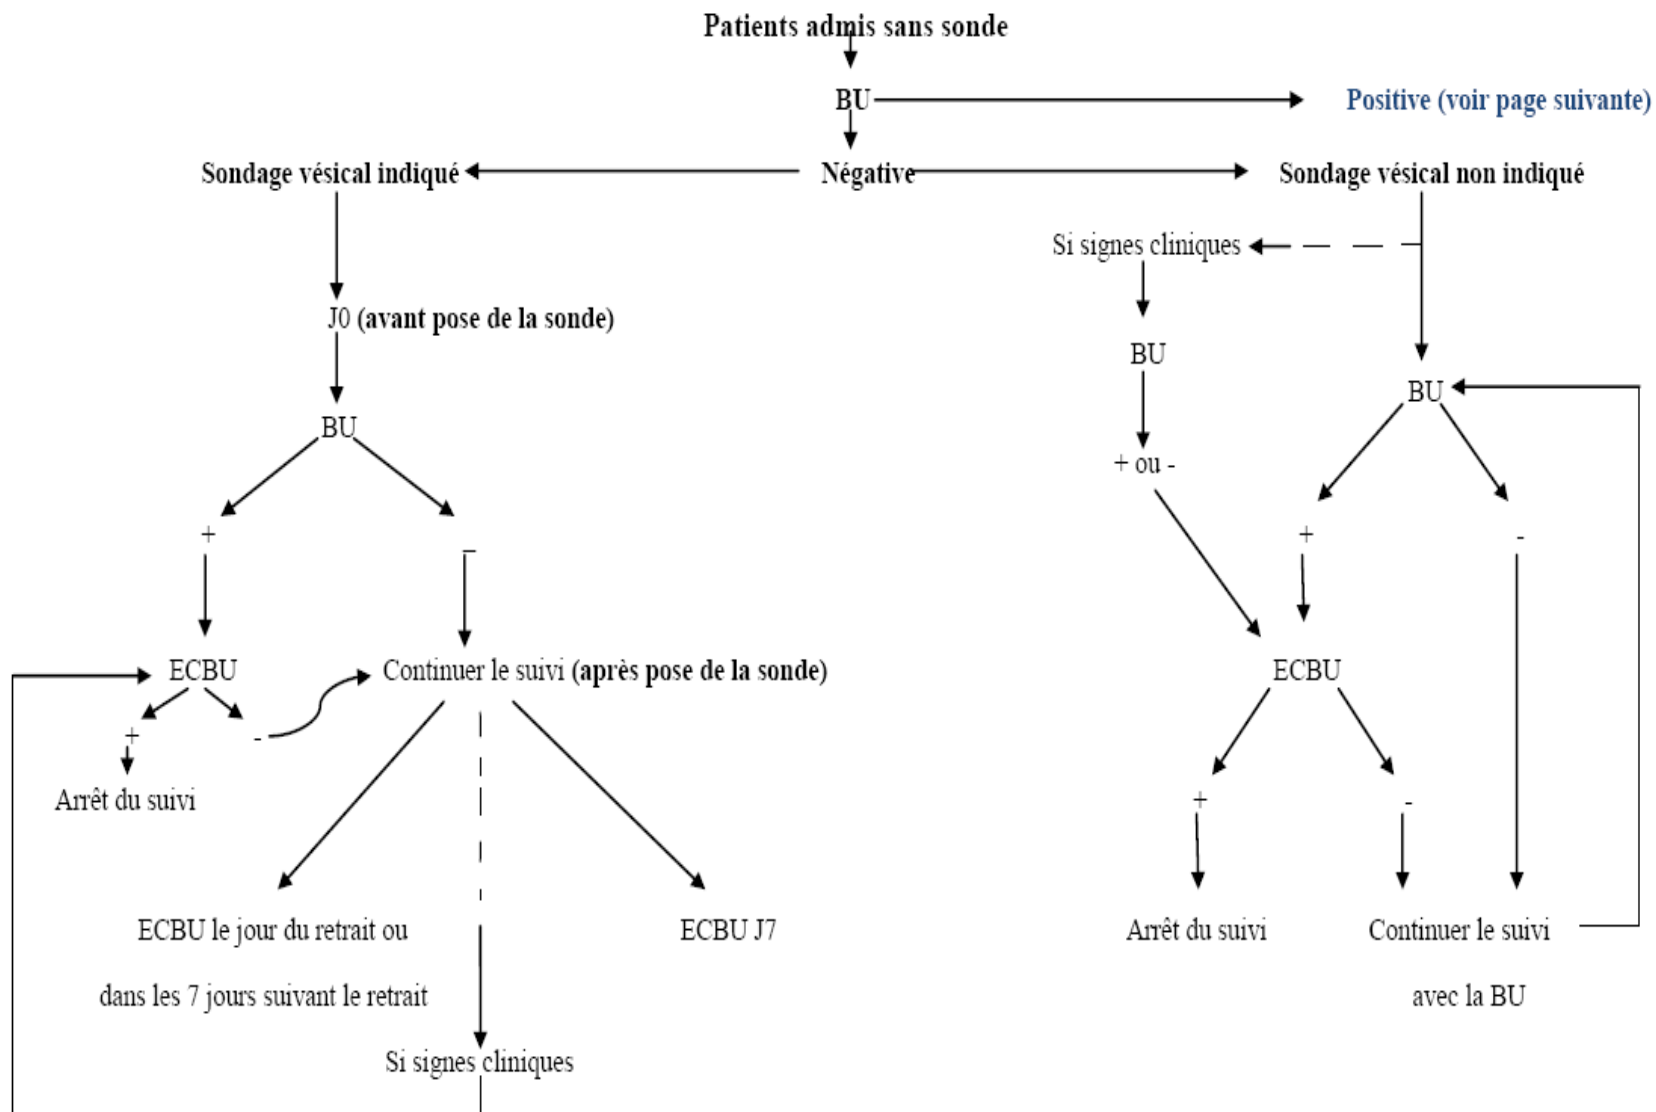 Patients admis sans sonde
BU
Positive (voir page suivante)
Sondage vésical indiqué
Négative
Sondage vésical non indiqué
Si signes cliniques
J0 (avant pose de la sonde)
BU
BU
BU
+ ou -
+
-
+
-
ECBU
Continuer le suivi (après pose de la sonde)
ECBU
+
-
Arrêt du suivi
+
-
ECBU le jour du retrait ou
dans les 7 jours suivant le retrait
ECBU J7
Arrêt du suivi
Continuer le suivi
avec la BU
Si signes cliniques